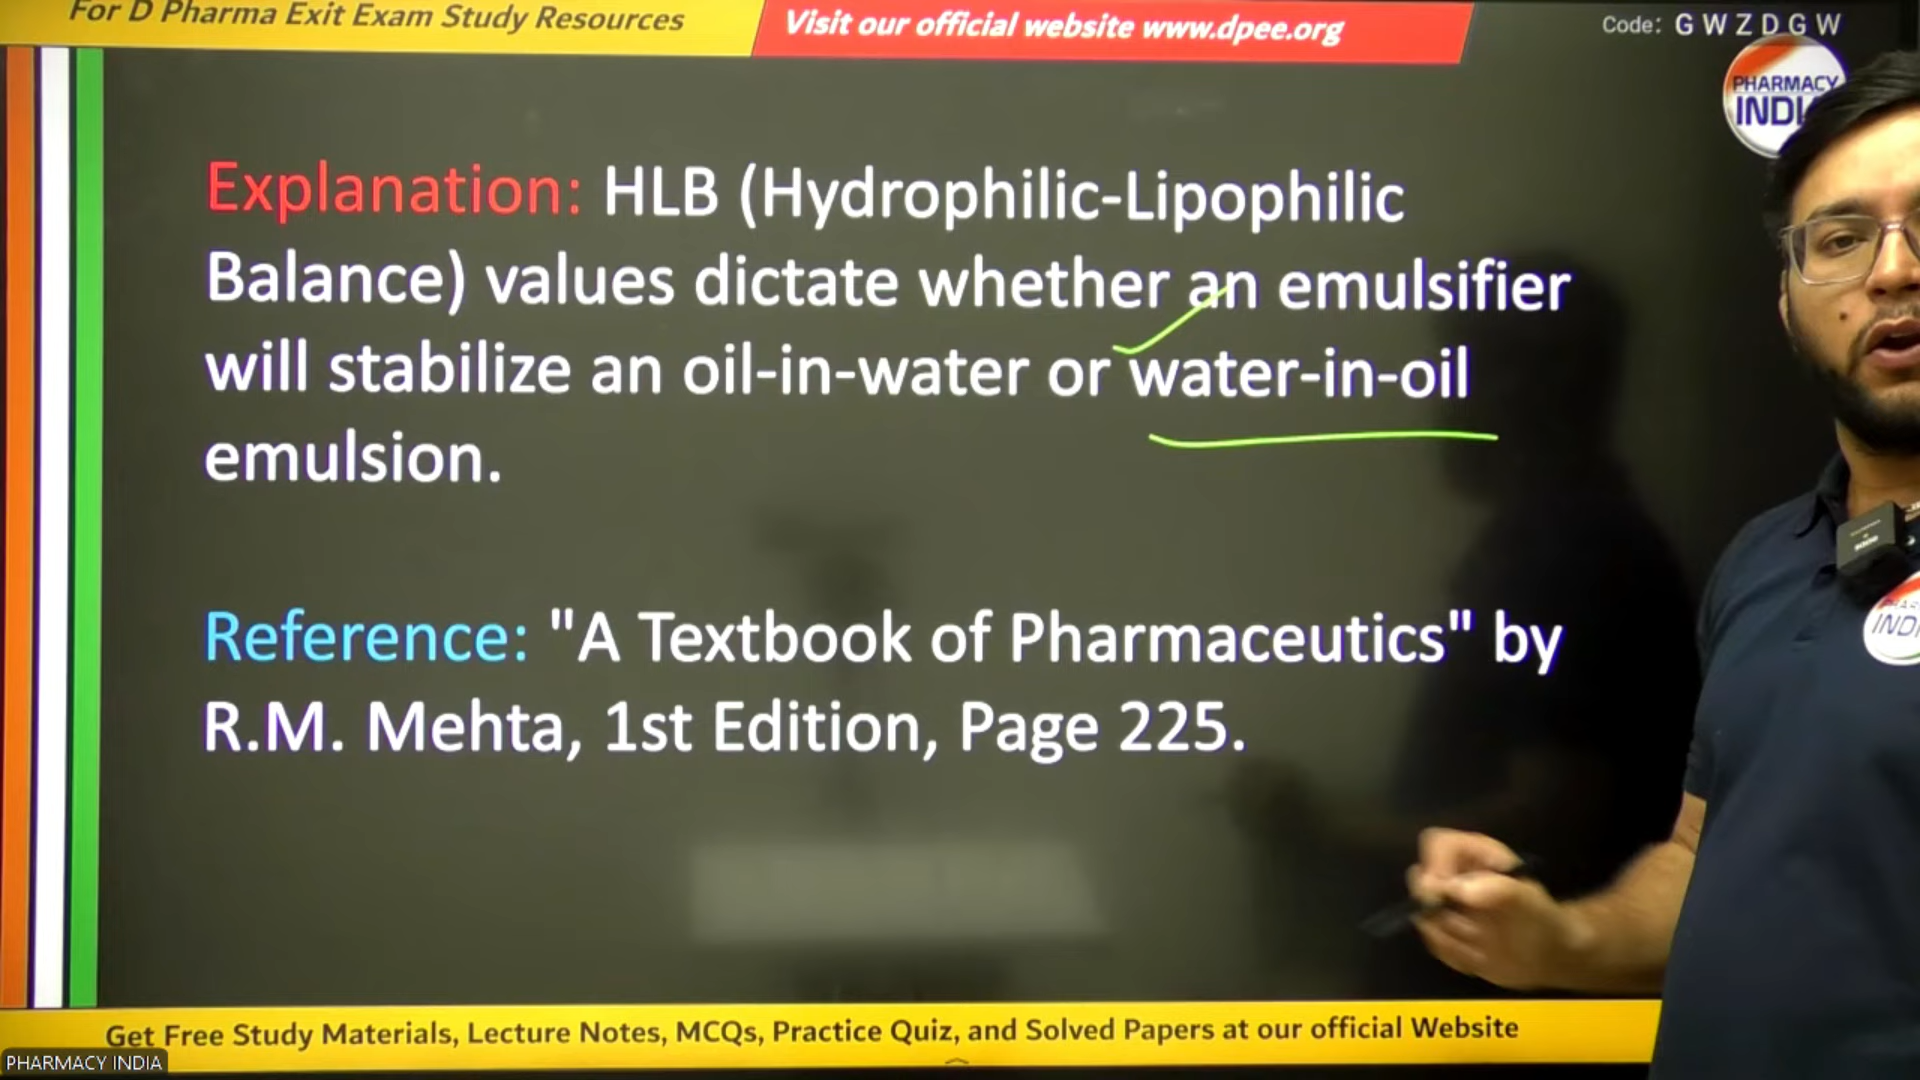 For D Pharma Exit Exam Study Resources
Visit our official website www.dpee.org
Code: G W Z D G W
PHARMACY
INDI
Explanation: HLB (Hydrophilic-Lipophilic
Balance) values dictate whether an emulsifier
will stabilize an oil-in-water or water-in-oil
emulsion.
Reference: "A Textbook of Pharmaceutics" by
R.M. Mehta, 1st Edition, Page 225.
INDI
Get Free Study Materials, Lecture Notes, MCQs, Practice Quiz, and Solved Papers at our official Website
PHARMACY INDIA